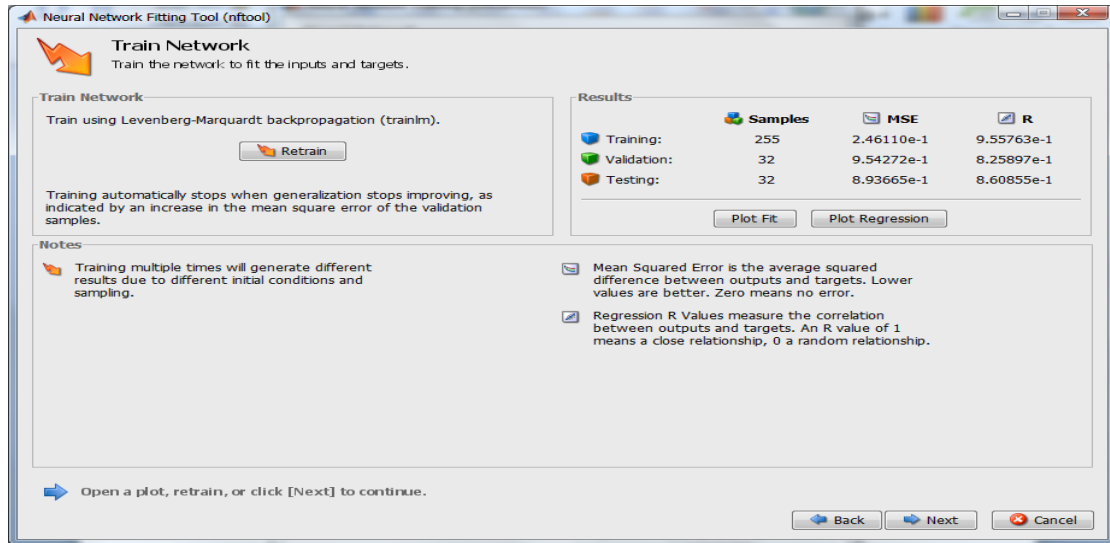 Neural Network Fitting Tool (nftool)
Train Network
Train the network to fit the inputs and targets.
Train Network
Train using Levenberg-Marquardt backpropagation (trainlm).
Retrain
Training automatically stops when generalization stops improving, as
indicated by an increase in the mean square error of the validation
samples.
Results
Samples MSE R
Training: 255 2.46110e-1 9.55763e-1
Validation: 32 9.54272e-1 8.25897e-1
Testing: 32 8.93665e-1 8.60855e-1
Plot Fit Plot Regression
Notes
Training multiple times will generate different
results due to different initial conditions and
sampling.
Mean Squared Error is the average squared
difference between outputs and targets. Lower
values are better. Zero means no error.
Regression R Values measure the correlation
between outputs and targets. An R value of 1
means a close relationship, 0 a random relationship.
Open a plot, retrain, or click [Next] to continue.
Back Next Cancel